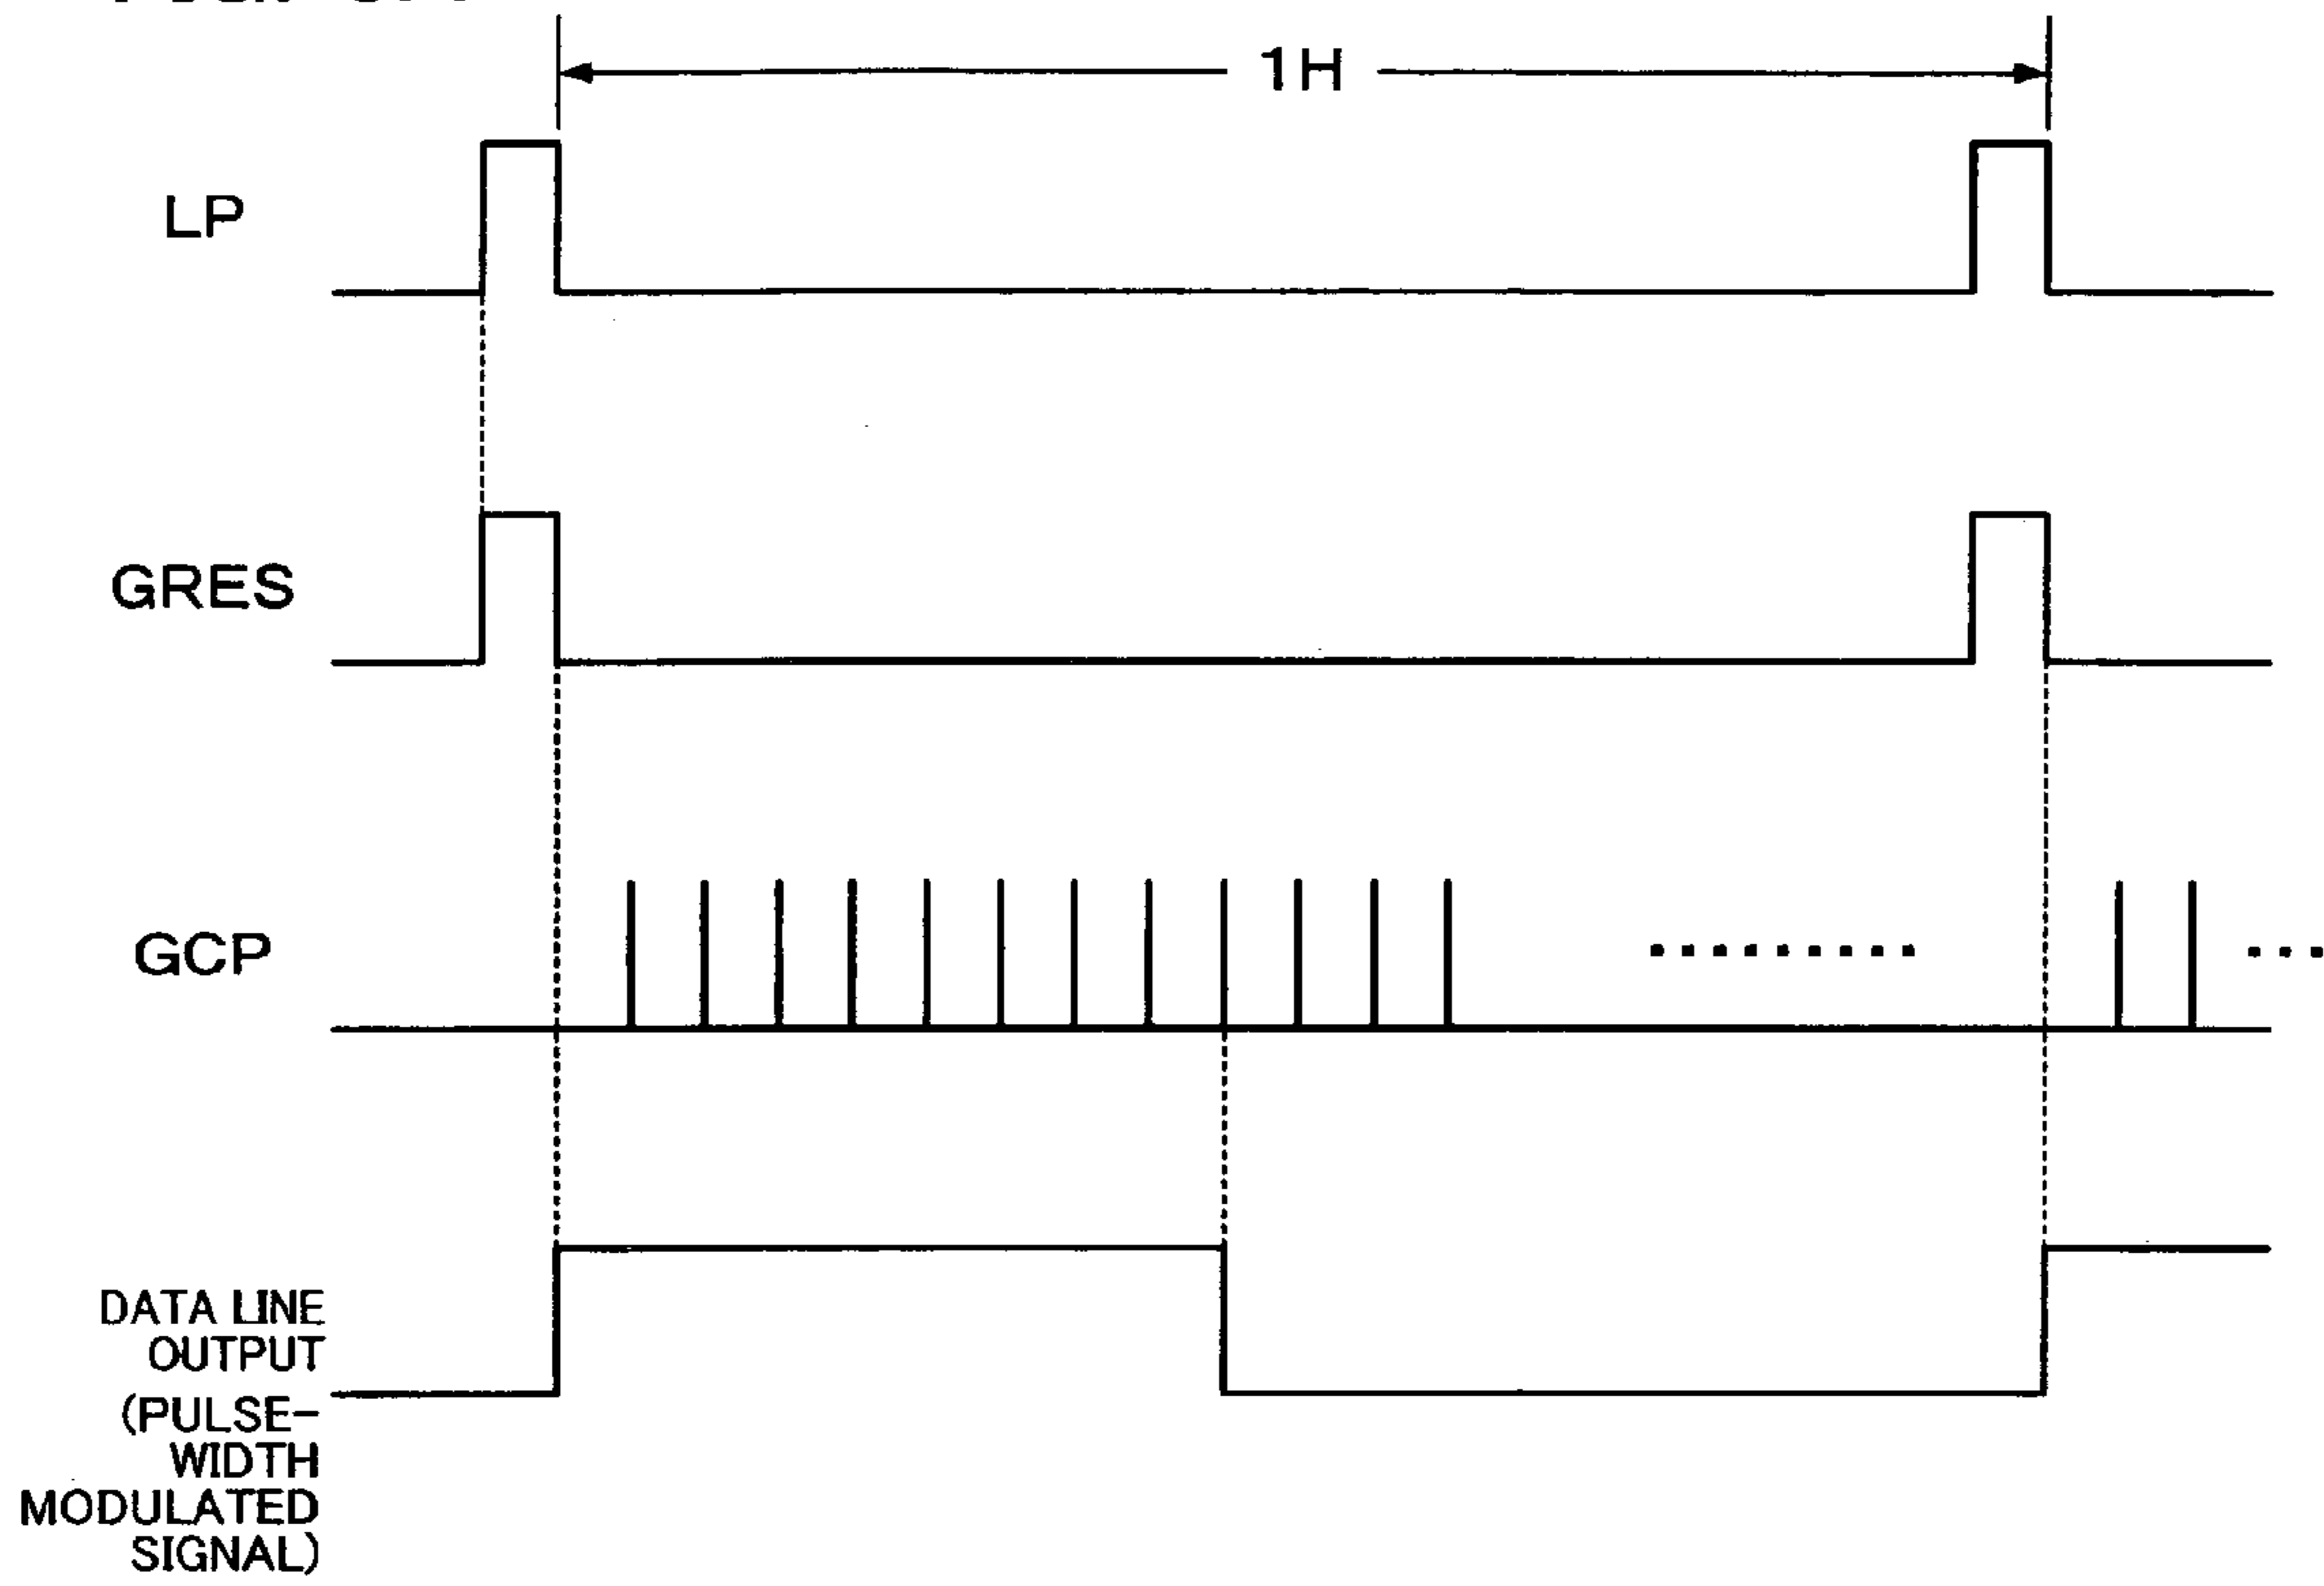 1H
LP
GRES
GCP
DATA LINE
OUTPUT
(PULSE-
WIDTH
MODULATED
SIGNAL)